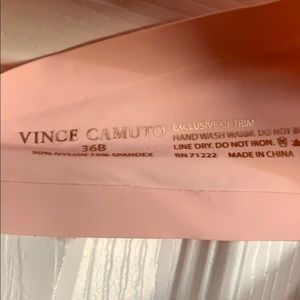 VINCE CAMUTO
36B
90% NYLON 10% SPANDEX
EXCLUSIVE OF TRIM
HAND WASH WARM. DO NOT
LINE DRY. DO NOT IRON.
RN 71222 MADE IN CHINA